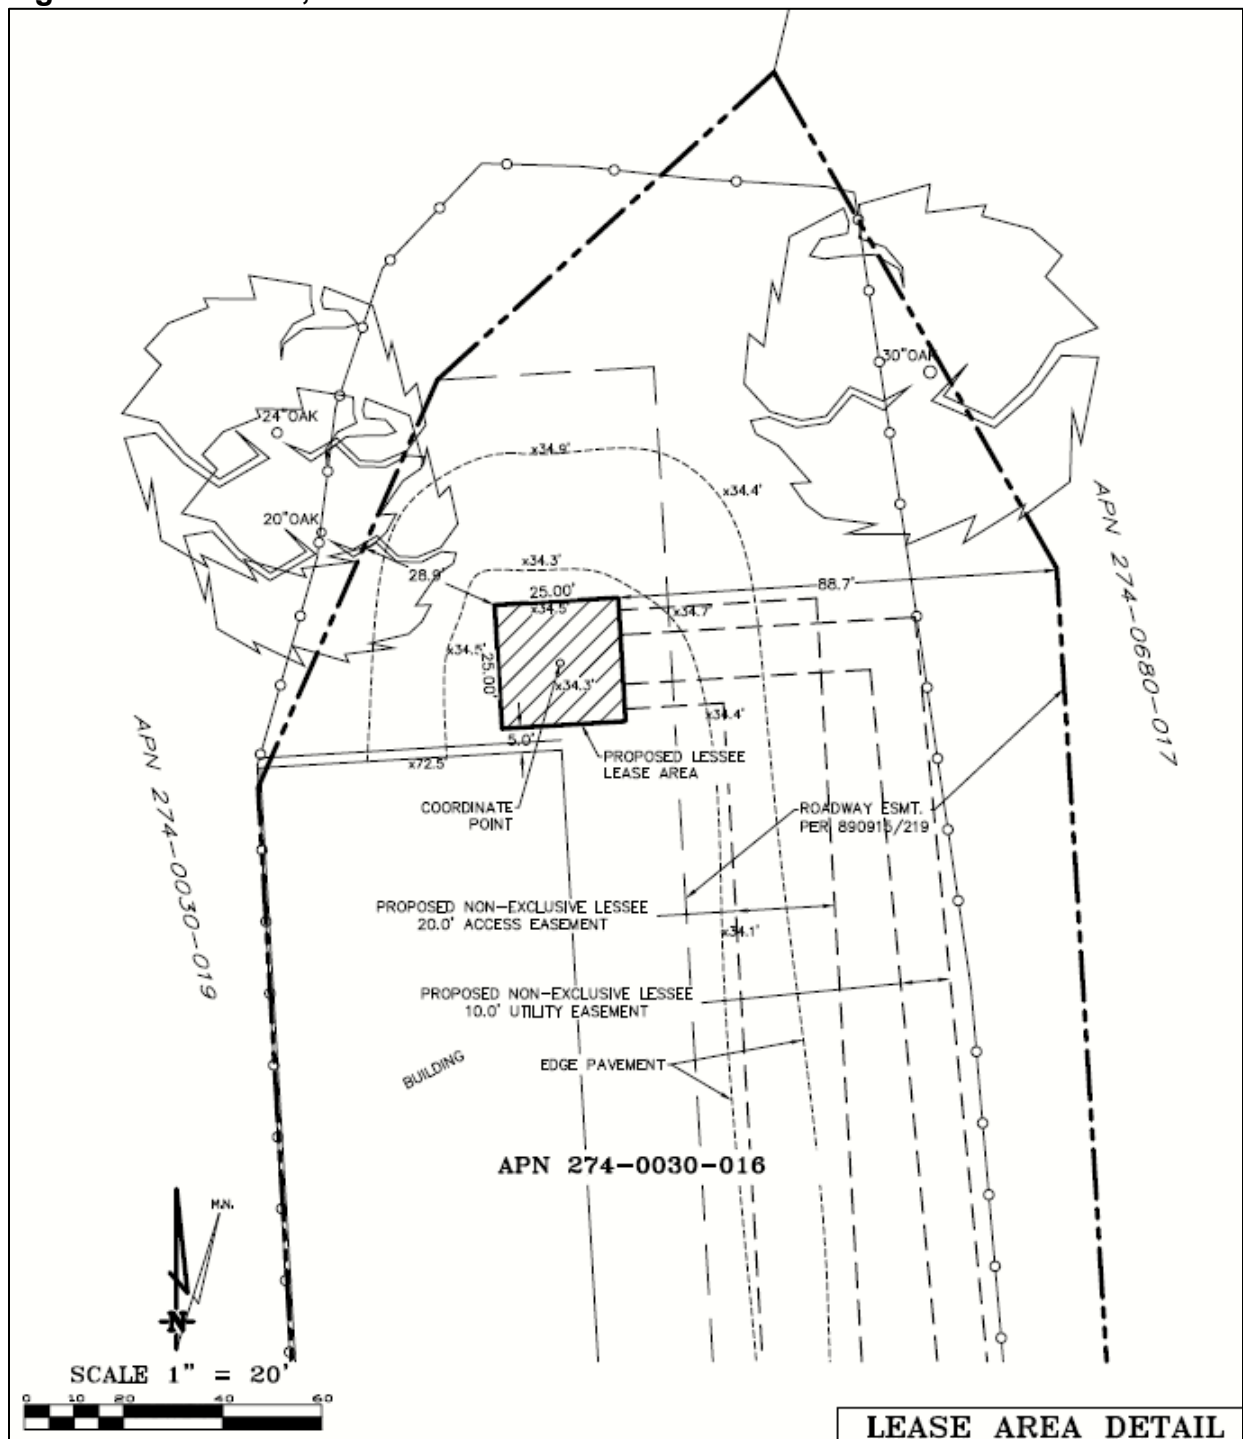 x34.9'
30"OAK
24"OAK
x34.4'
20"OAK
x34.3'
28.9'
25.00'
88.7'
x34.5'
x34.7'
x34.5'
25.00'
x34.3'
x34.4'
5.0'
x72.5'
PROPOSED LESSEE
LEASE AREA
COORDINATE
POINT
ROADWAY ESMT.
PER 890915/219
APN 274-0680-017
APN 274-0030-019
PROPOSED NON-EXCLUSIVE LESSEE
20.0' ACCESS EASEMENT
x34.1'
PROPOSED NON-EXCLUSIVE LESSEE
10.0' UTILITY EASEMENT
EDGE PAVEMENT
BUILDING
APN 274-0030-016
M.N.
N
SCALE 1" = 20'
0 10 20 40 60
LEASE AREA DETAIL